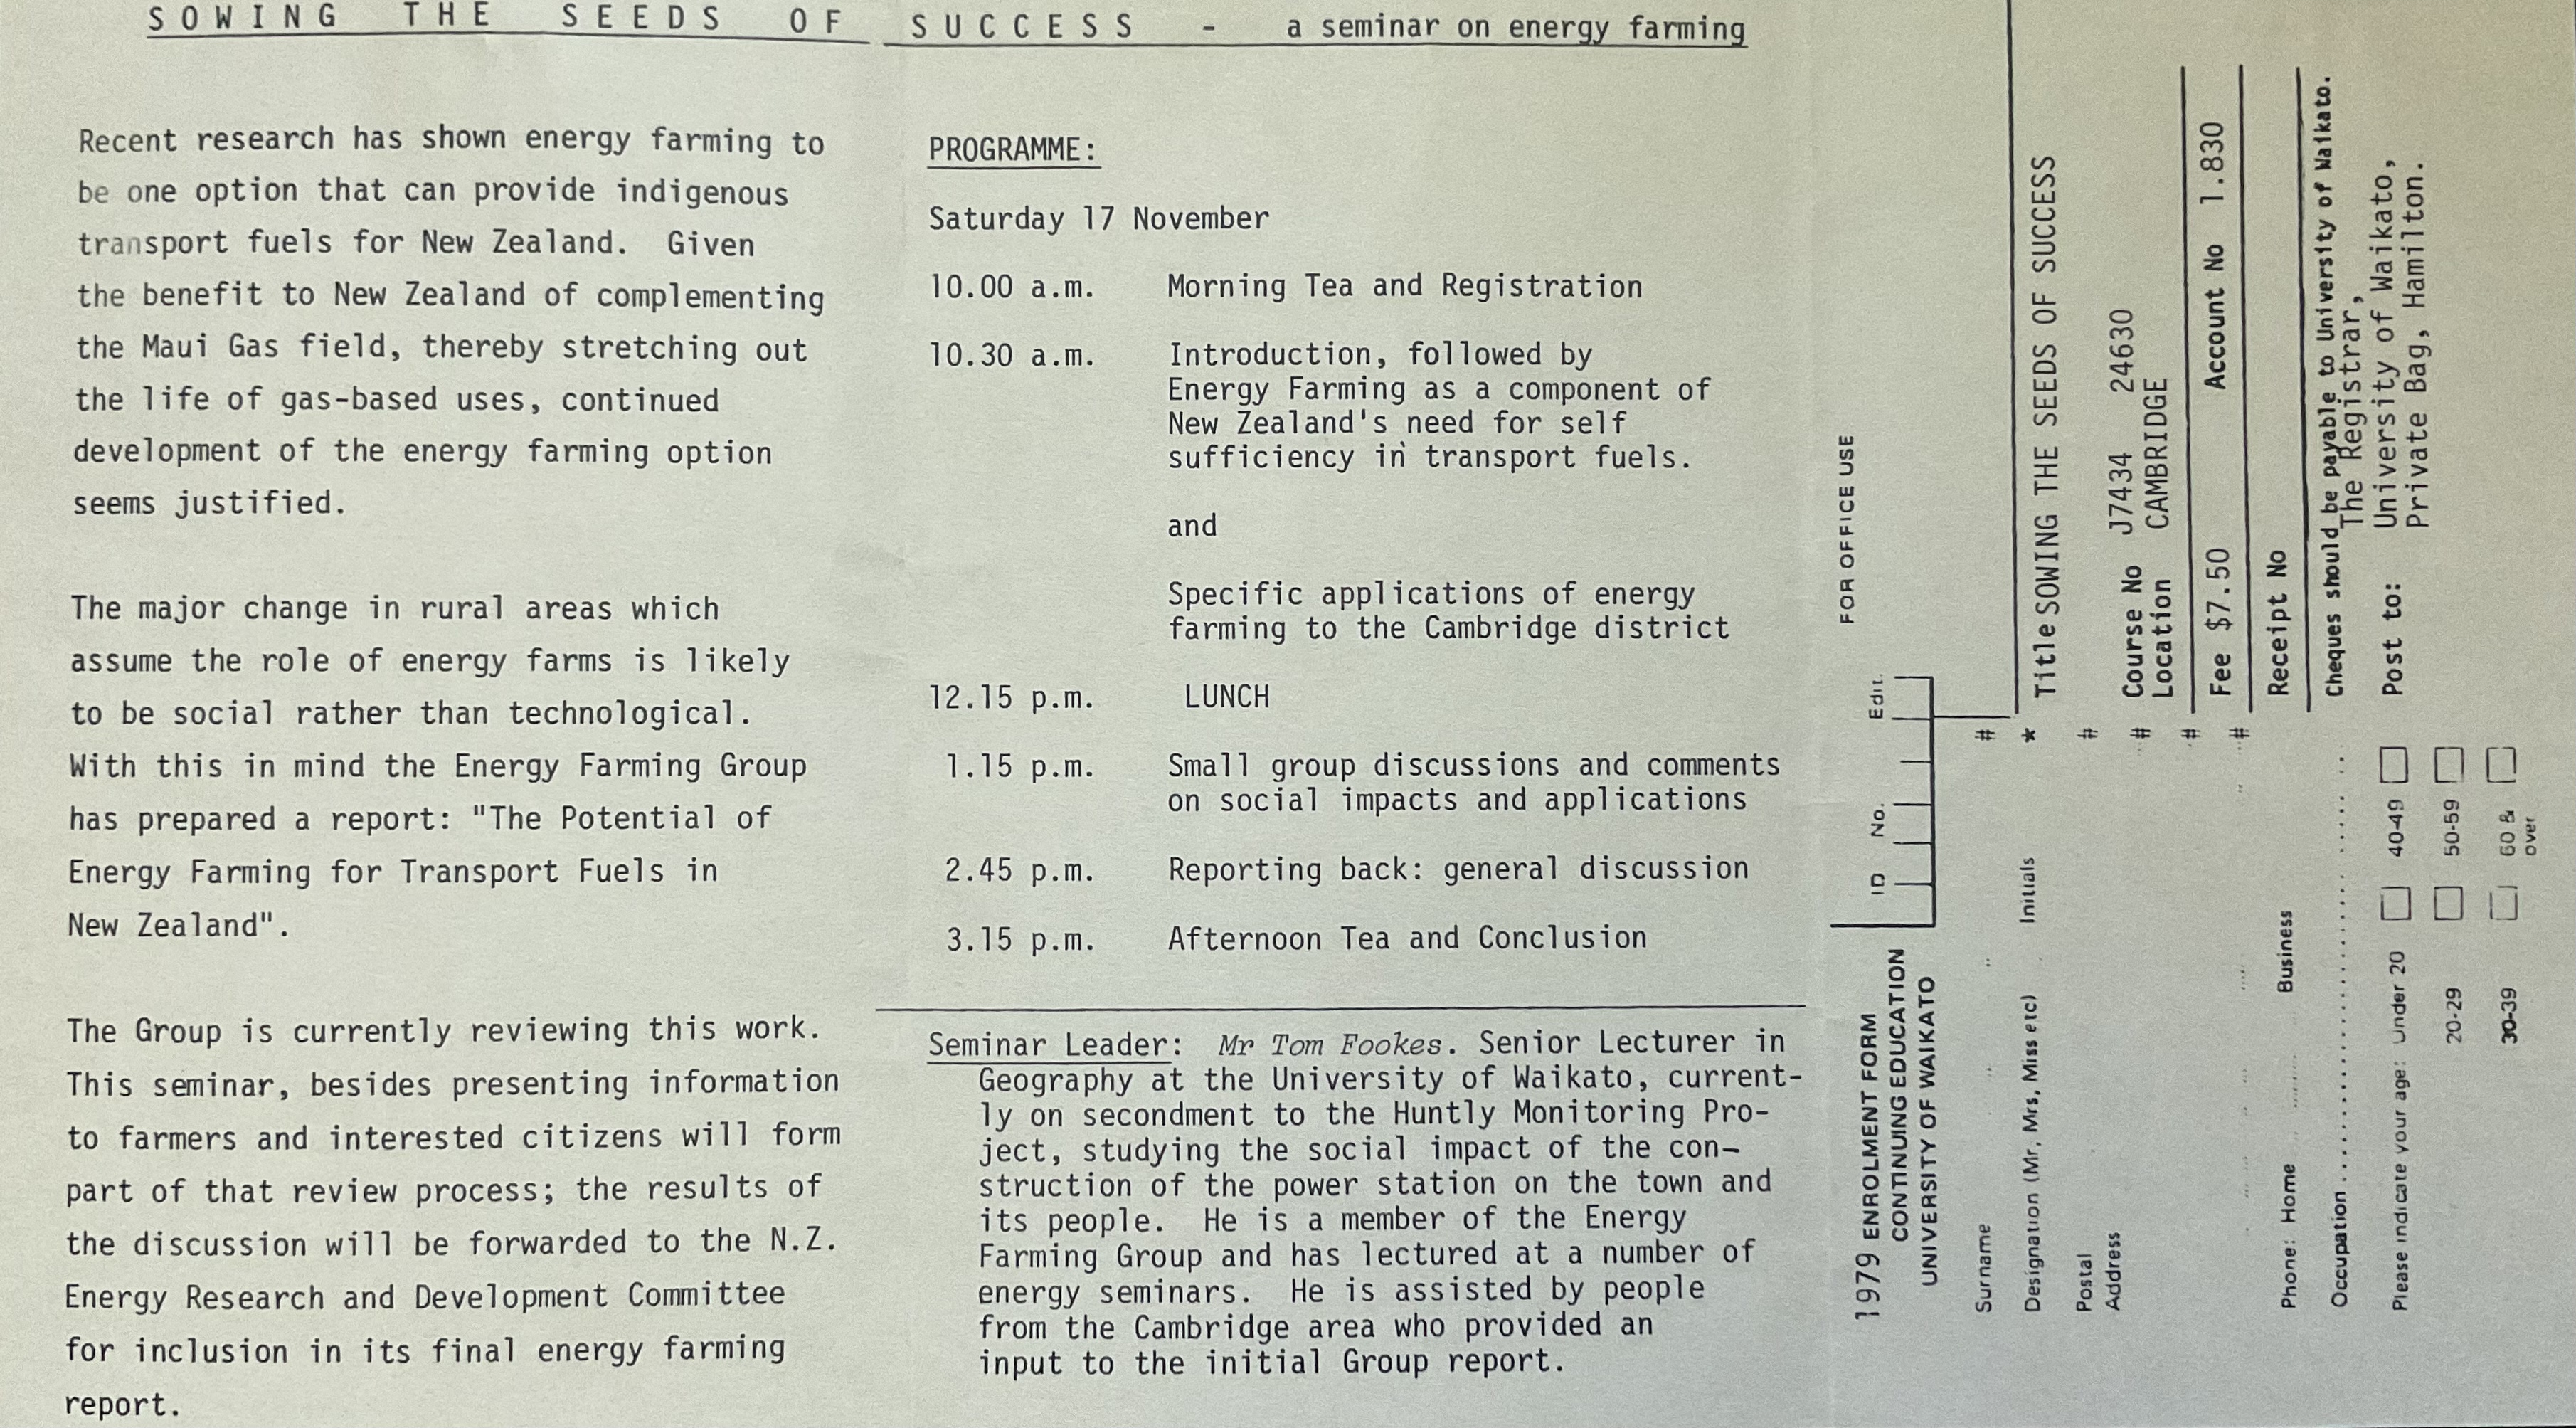 SOWING THE SEEDS OF SUCCESS - a seminar on energy farming
Recent research has shown energy farming to
be one option that can provide indigenous
transport fuels for New Zealand. Given
the benefit to New Zealand of complementing
the Maui Gas field, thereby stretching out
the life of gas-based uses, continued
development of the energy farming option
seems justified.
The major change in rural areas which
assume the role of energy farms is likely
to be social rather than technological.
With this in mind the Energy Farming Group
has prepared a report: "The Potential of
Energy Farming for Transport Fuels in
New Zealand".
The Group is currently reviewing this work.
This seminar, besides presenting information
to farmers and interested citizens will form
part of that review process; the results of
the discussion will be forwarded to the N.Z.
Energy Research and Development Committee
for inclusion in its final energy farming
report.
PROGRAMME:
Saturday 17 November
10.00 a.m. Morning Tea and Registration
10.30 a.m. Introduction, followed by
Energy Farming as a component of
New Zealand's need for self
sufficiency in transport fuels.
and
Specific applications of energy
farming to the Cambridge district
12.15 p.m. LUNCH
1.15 p.m. Small group discussions and comments
on social impacts and applications
2.45 p.m. Reporting back: general discussion
3.15 p.m. Afternoon Tea and Conclusion
Seminar Leader: Mr Tom Fookes. Senior Lecturer in
Geography at the University of Waikato, current-
ly on secondment to the Huntly Monitoring Pro-
ject, studying the social impact of the con-
struction of the power station on the town and
its people. He is a member of the Energy
Farming Group and has lectured at a number of
energy seminars. He is assisted by people
from the Cambridge area who provided an
input to the initial Group report.
1979 ENROLMENT FORM
CONTINUING EDUCATION
UNIVERSITY OF WAIKATO
FOR OFFICE USE
ID No. Edit.
Surname #
Designation (Mr, Mrs, Miss etc) Initials *
Postal #
Address #
#
#
Phone: Home Business
Occupation
Please indicate your age: Under 20 40-49
20-29 50-59
30-39 60 &
over
Title SOWING THE SEEDS OF SUCCESS
Course No J7434 24630
Location CAMBRIDGE
Fee $7.50 Account No 1.830
Receipt No
Cheques should be payable to University of Waikato.
The Registrar,
Post to: University of Waikato,
Private Bag, Hamilton.